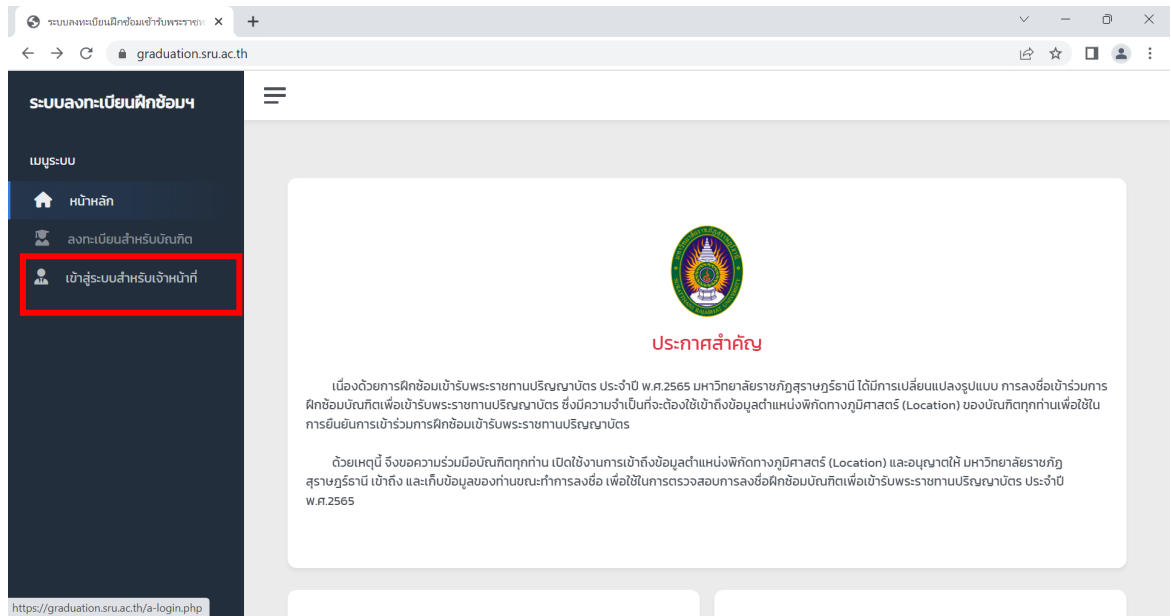 ระบบลงทะเบียนฝึกซ้อมเข้ารับพระราชท
graduation.sru.ac.th
ระบบลงทะเบียนฝึกซ้อมฯ
เมนูระบบ
หน้าหลัก
ลงทะเบียนสำหรับบัณฑิต
เข้าสู่ระบบสำหรับเจ้าหน้าที่
ประกาศสำคัญ
เนื่องด้วยการฝึกซ้อมเข้ารับพระราชทานปริญญาบัตร ประจำปี พ.ศ.2565 มหาวิทยาลัยราชภัฏสุราษฎร์ธานี ได้มีการเปลี่ยนแปลงรูปแบบ การลงชื่อเข้าร่วมการ
ฝึกซ้อมบัณฑิตเพื่อเข้ารับพระราชทานปริญญาบัตร ซึ่งมีความจำเป็นที่จะต้องใช้เข้าถึงข้อมูลตำแหน่งพิกัดทางภูมิศาสตร์ (Location) ของบัณฑิตทุกท่านเพื่อใช้ใน
การยืนยันการเข้าร่วมการฝึกซ้อมเข้ารับพระราชทานปริญญาบัตร
ด้วยเหตุนี้ จึงขอความร่วมมือบัณฑิตทุกท่าน เปิดใช้งานการเข้าถึงข้อมูลตำแหน่งพิกัดทางภูมิศาสตร์ (Location) และอนุญาตให้ มหาวิทยาลัยราชภัฏ
สุราษฎร์ธานี เข้าถึง และเก็บข้อมูลของท่านขณะทำการลงชื่อ เพื่อใช้ในการตรวจสอบการลงชื่อฝึกซ้อมบัณฑิตเพื่อเข้ารับพระราชทานปริญญาบัตร ประจำปี
พ.ศ.2565
https://graduation.sru.ac.th/a-login.php